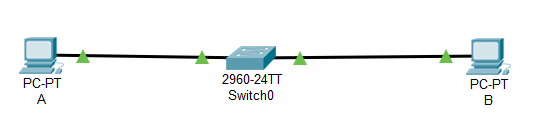 PC-PT
A
2960-24TT
Switch0
PC-PT
B